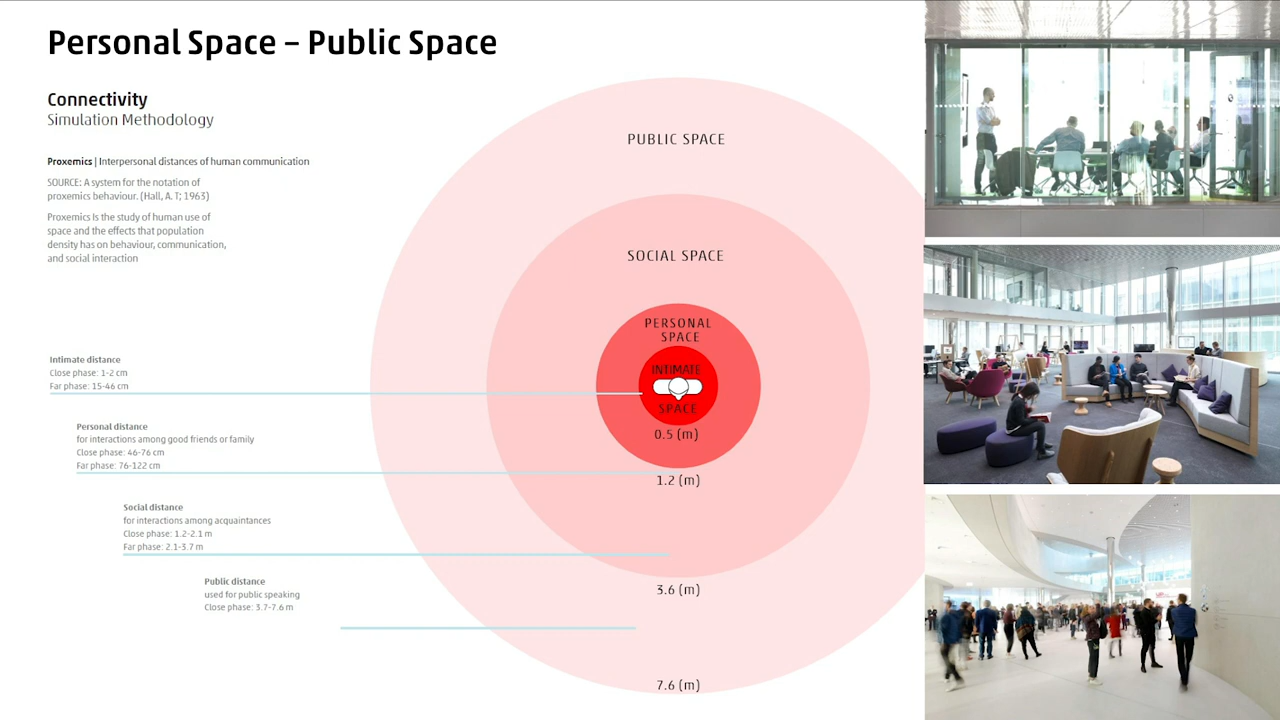 Personal Space – Public Space
Connectivity
Simulation Methodology
Proxemics | Interpersonal distances of human communication
SOURCE: A system for the notation of
proxemics behaviour. (Hall, A. T; 1963)
Proxemics Is the study of human use of
space and the effects that population
density has on behaviour, communication,
and social interaction
Intimate distance
Close phase: 1-2 cm
Far phase: 15-46 cm
Personal distance
for interactions among good friends or family
Close phase: 46-76 cm
Far phase: 76-122 cm
Social distance
for interactions among acquaintances
Close phase: 1.2-2.1 m
Far phase: 2.1-3.7 m
Public distance
used for public speaking
Close phase: 3.7-7.6 m
PUBLIC SPACE
SOCIAL SPACE
PERSONAL
SPACE
INTIMATE
SPACE
0.5 (m)
1.2 (m)
3.6 (m)
7.6 (m)